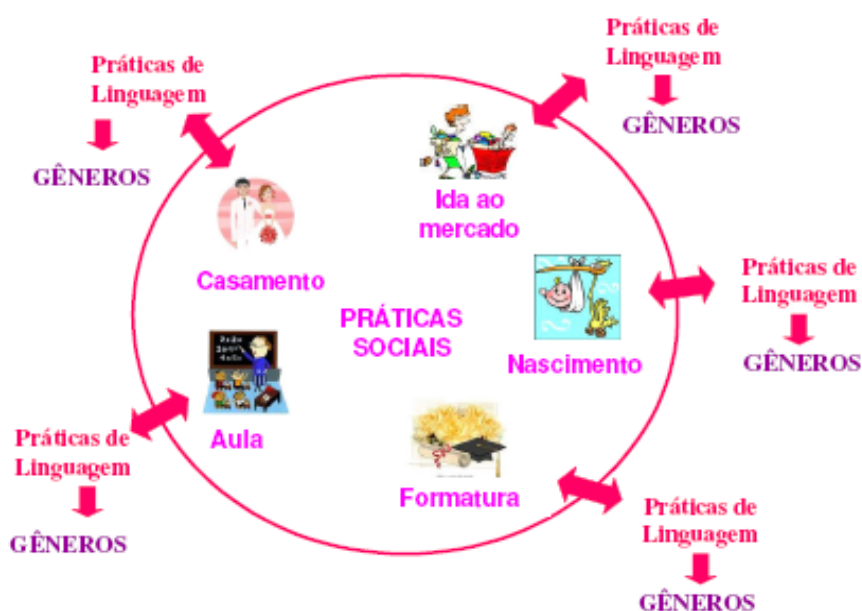 Práticas de
Linguagem
GÊNEROS
Práticas de
Linguagem
GÊNEROS
Ida ao
mercado
Casamento
Práticas de
Linguagem
GÊNEROS
PRÁTICAS
SOCIAIS
Nascimento
Aula
Práticas de
Linguagem
GÊNEROS
Formatura
Práticas de
Linguagem
GÊNEROS